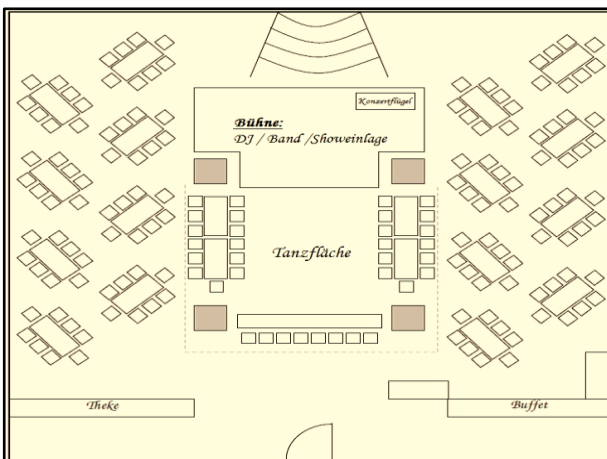 Konzertflügel
Bühne:
DJ / Band /Showeinlage
Tanzfläche
Theke
Buffet